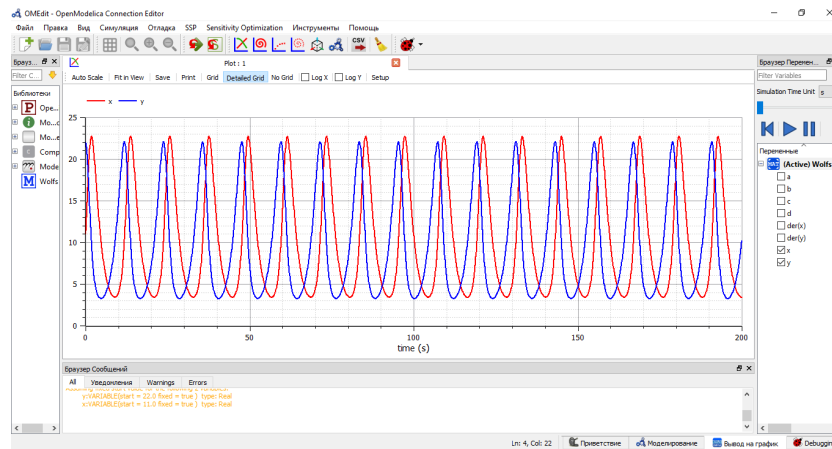 OMEdit - OpenModelica Connection Editor
Файл Правка Вид Симуляция Отладка SSP Sensitivity Optimization Инструменты Помощь
CSV
Брауз...
Filter C...
Библиотеки
P Ope...
Mo...
Mo...e
Comp
Mode
M Wolfs
Plot : 1
Auto Scale Fit in View Save Print Grid Detailed Grid No Grid Log X Log Y Setup
x y
25
20
15
10
5
0
0 50 100 150 200
time (s)
Браузер Сообщений
All Уведомления Warnings Errors
y:VARIABLE(start = 22.0 fixed = true ) type: Real
x:VARIABLE(start = 11.0 fixed = true ) type: Real
Браузер Перемен...
Filter Variables
Simulation Time Unit s
Переменные
MAT (Active) Wolfs
a
b
c
d
der(x)
der(y)
x
y
Ln: 4, Col: 22 Приветствие Моделирование Вывод на график Debugging